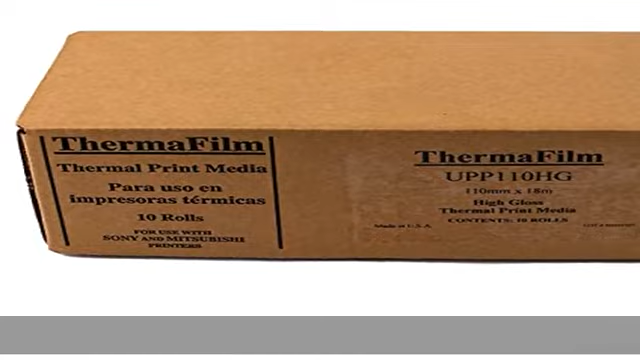 ThermaFilm
Thermal Print Media
Para uso en
impresoras térmicas
10 Rolls
FOR USE WITH
SONY AND MITSUBISHI
PRINTERS
ThermaFilm
UPP110HG
110mm x 18m
High Gloss
Thermal Print Media
CONTENTS: 10 ROLLS
Made in U.S.A.